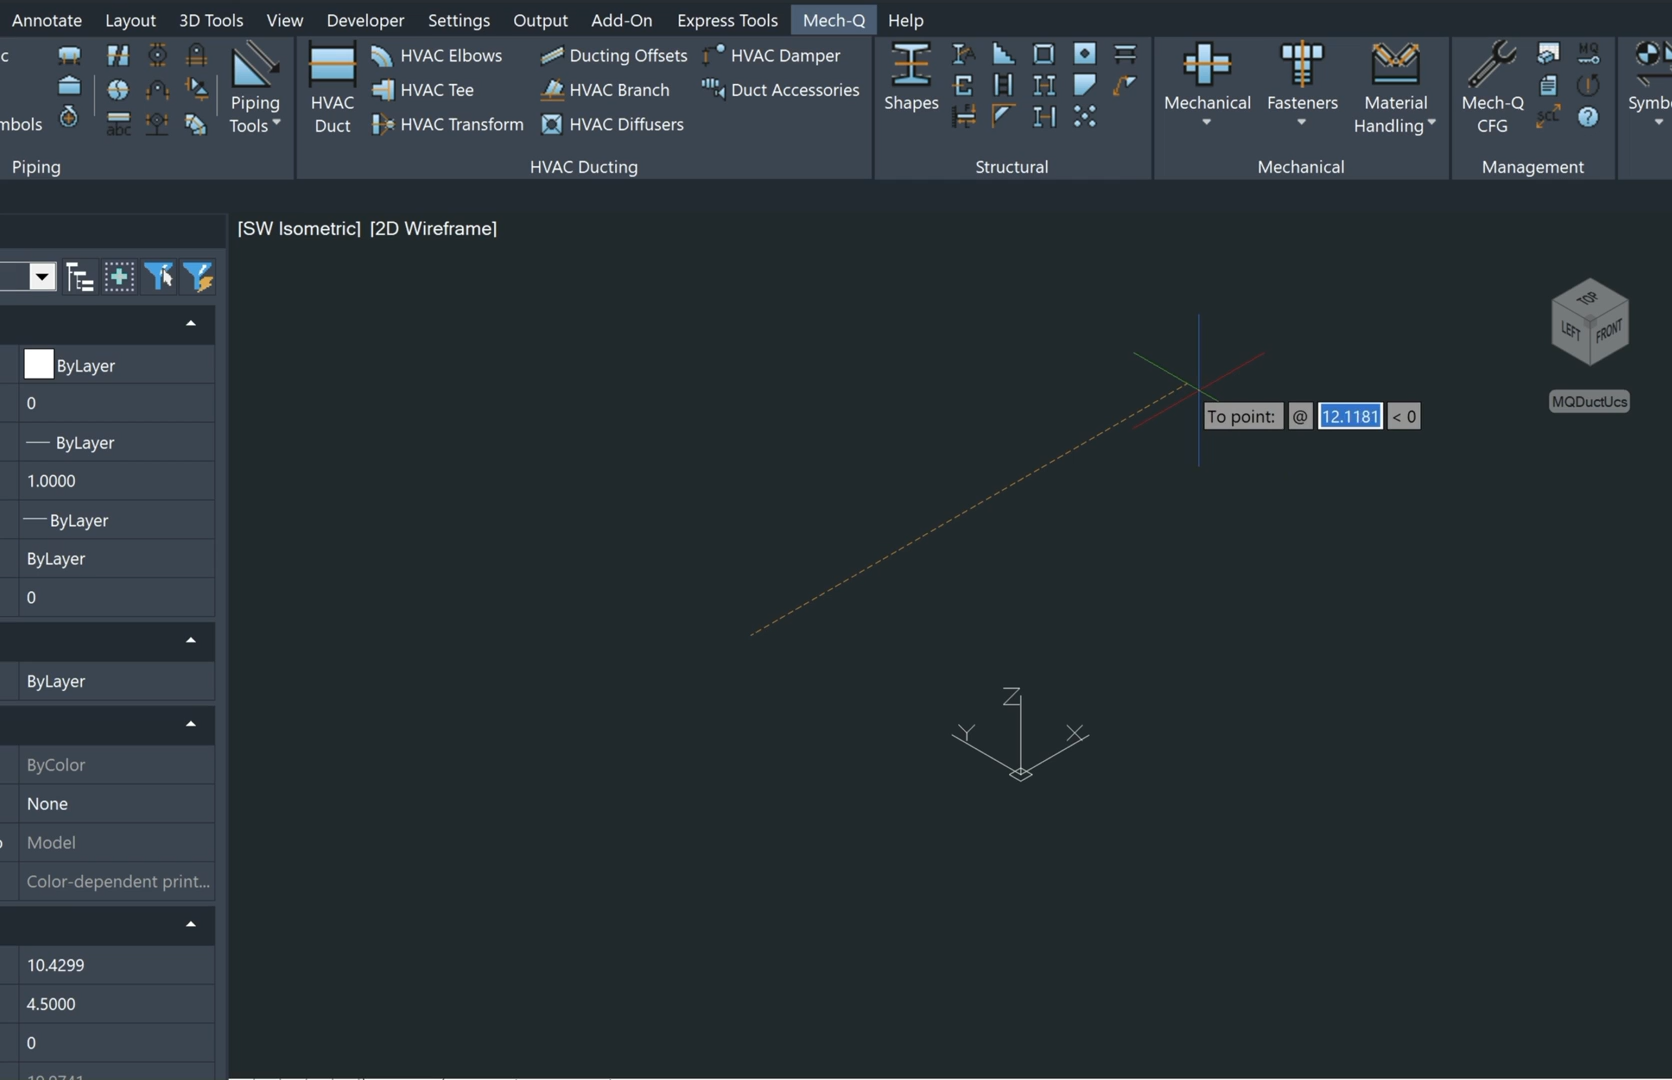 Annotate Layout 3D Tools View Developer Settings Output Add-On Express Tools Mech-Q Help
c
mbols
abc
Piping
Tools
Piping
HVAC
Duct
HVAC Elbows
HVAC Tee
HVAC Transform
Ducting Offsets
HVAC Branch
HVAC Diffusers
HVAC Damper
Duct Accessories
HVAC Ducting
Shapes
Structural
Mechanical
Fasteners
Material
Handling
Mechanical
Mech-Q
CFG
MQ
SCL
?
Management
Symb
[SW Isometric] [2D Wireframe]
TOP
LEFT
FRONT
MQDuctUcs
To point: @ 12.1181 < 0
Z
Y
X
ByLayer
0
ByLayer
1.0000
ByLayer
ByLayer
0
ByLayer
ByColor
None
Model
Color-dependent print...
10.4299
4.5000
0